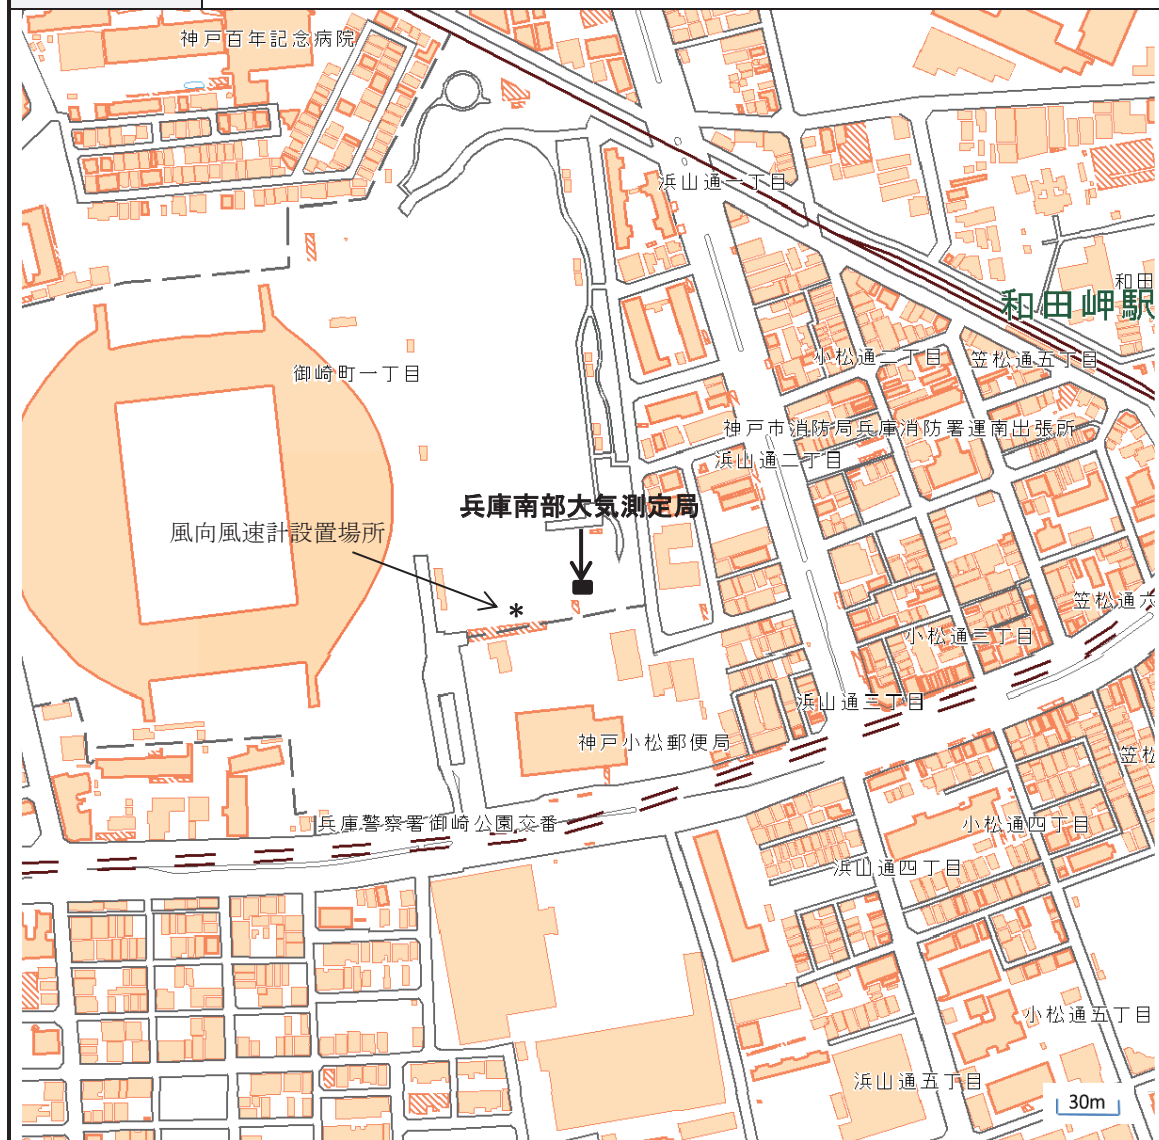 神戸百年記念病院
浜山通一丁目
和田
和田岬駅
小松通二丁目
笠松通五丁目
御崎町一丁目
神戸市消防局兵庫消防署運南出張所
浜山通二丁目
兵庫南部大気測定局
風向風速計設置場所
*
笠松通六
小松通三丁目
浜山通三丁目
神戸小松郵便局
笠松
兵庫警察署御崎公園交番
小松通四丁目
浜山通四丁目
小松通五丁目
浜山通五丁目
30m